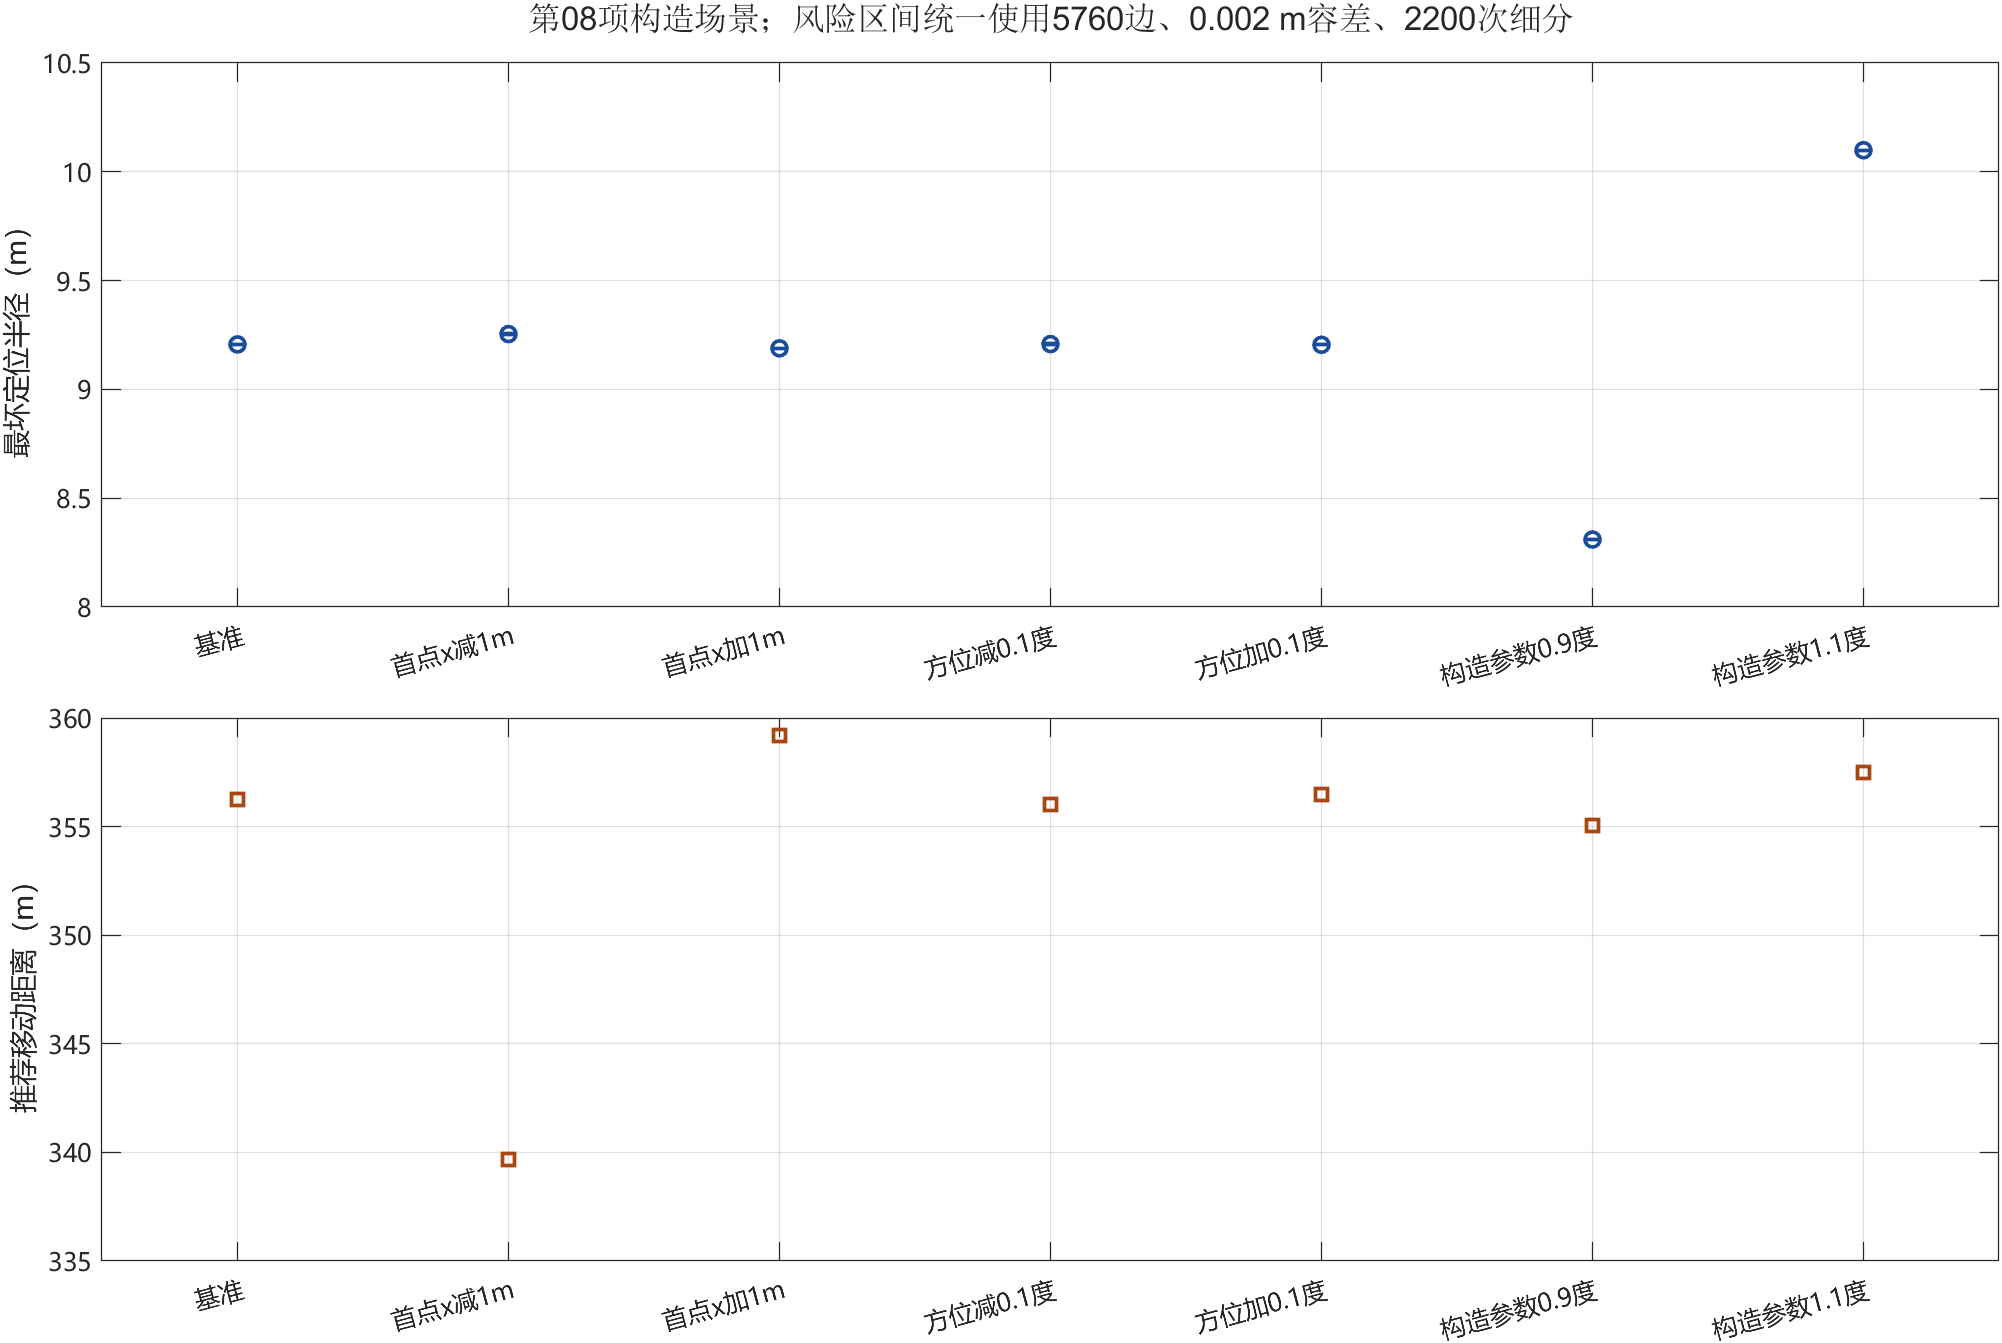 第08项构造场景；风险区间统一使用5760边、0.002 m容差、2200次细分
最坏定位半径（m）
10.5
10
9.5
9
8.5
8
基准
首点x减1m
首点x加1m
方位减0.1度
方位加0.1度
构造参数0.9度
构造参数1.1度
推荐移动距离（m）
360
355
350
345
340
335
基准
首点x减1m
首点x加1m
方位减0.1度
方位加0.1度
构造参数0.9度
构造参数1.1度